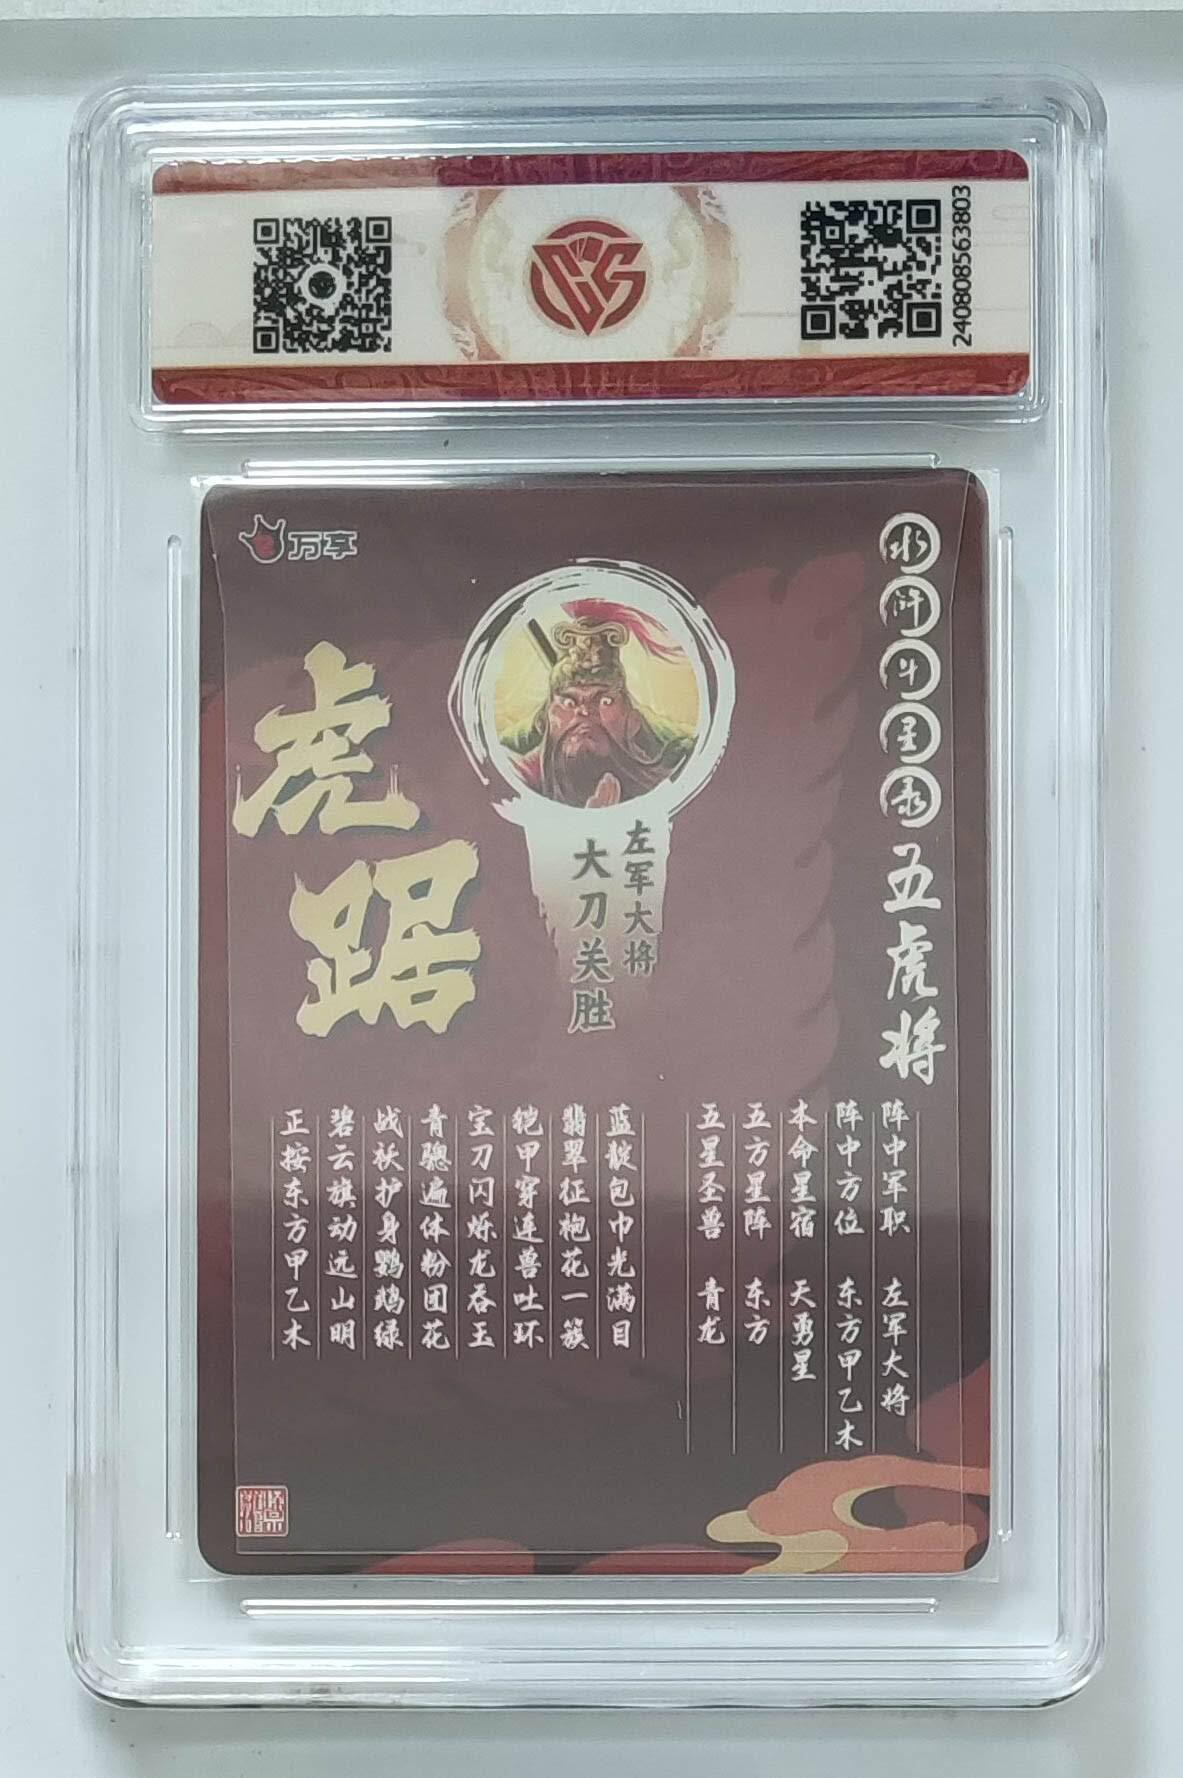 CCS
240808563803
万享
水浒斗星录五虎将
虎踞
左军大将
大刀关胜
阵中军职 左军大将
阵中方位 东方甲乙木
本命星宿 天勇星
五方星阵 东方
五星圣兽 青龙
蓝靛包巾光满目
翡翠征袍花一簇
铠甲穿连兽吐环
宝刀闪烁龙吞玉
青骢遍体粉团花
战袄护身鹦鹉绿
碧云旗动远山明
正按东方甲乙木